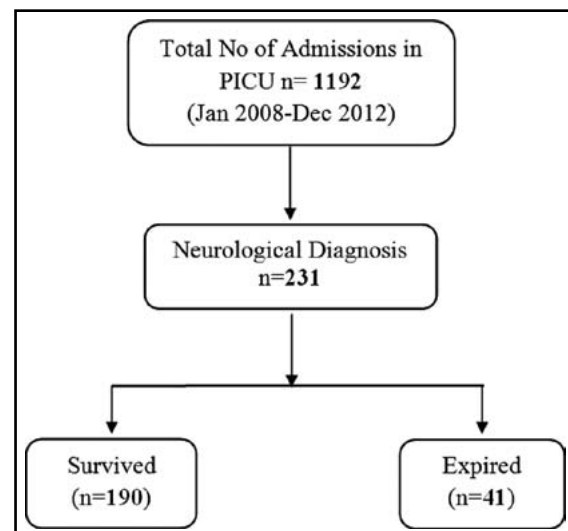 Total No of Admissions in
PICU n= 1192
(Jan 2008-Dec 2012)
Neurological Diagnosis
n=231
Survived
(n=190)
Expired
(n=41)